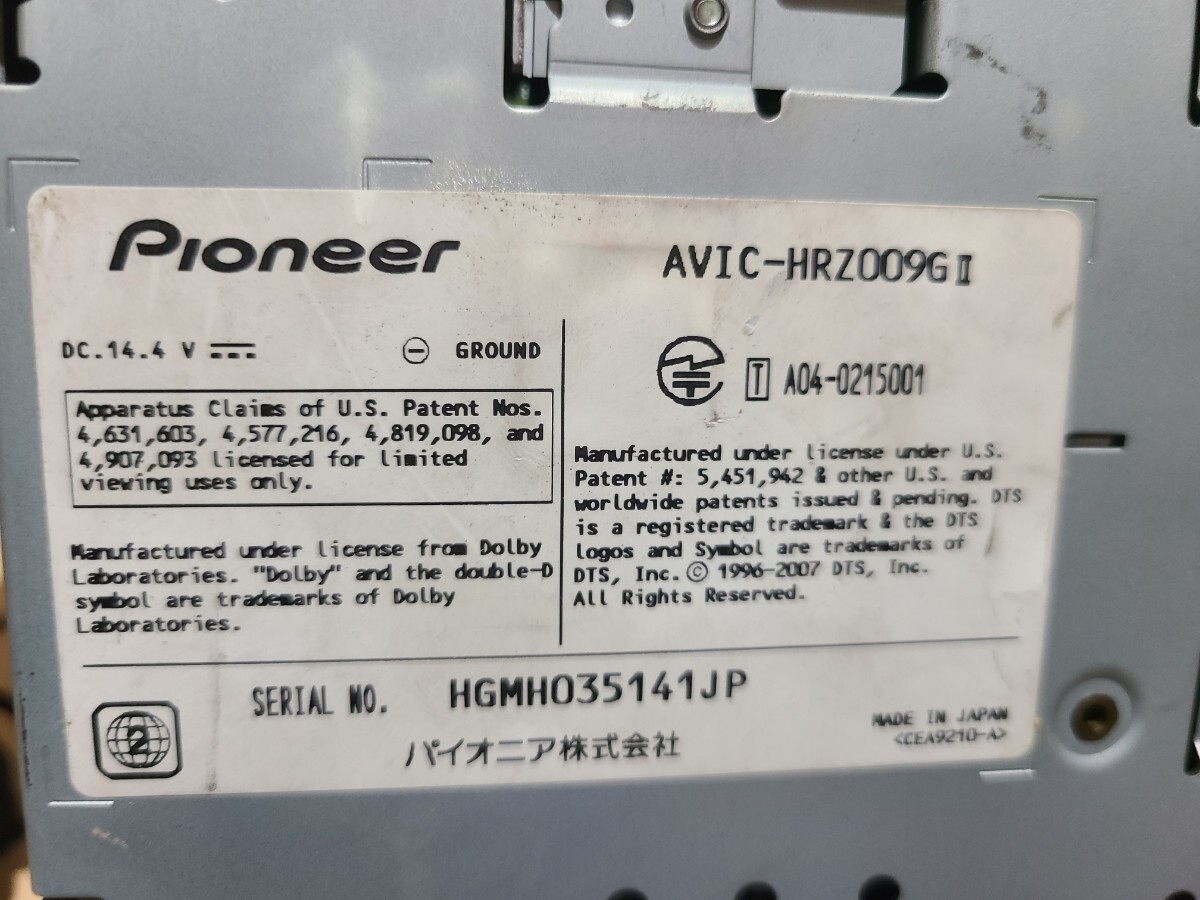 Pioneer
AVIC-HRZ009GⅡ
DC.14.4 V
GROUND
T A04-0215001
Apparatus Claims of U.S. Patent Nos.
4,631,603, 4,577,216, 4,819,098, and
4,907,093 licensed for limited
viewing uses only.
Manufactured under license from Dolby
Laboratories. "Dolby" and the double-D
symbol are trademarks of Dolby
Laboratories.
Manufactured under license under U.S.
Patent #: 5,451,942 & other U.S. and
worldwide patents issued & pending. DTS
is a registered trademark & the DTS
logos and Symbol are trademarks of
DTS, Inc. © 1996-2007 DTS, Inc.
All Rights Reserved.
2
SERIAL NO. HGMH035141JP
パイオニア株式会社
MADE IN JAPAN
<CEA9210-A>